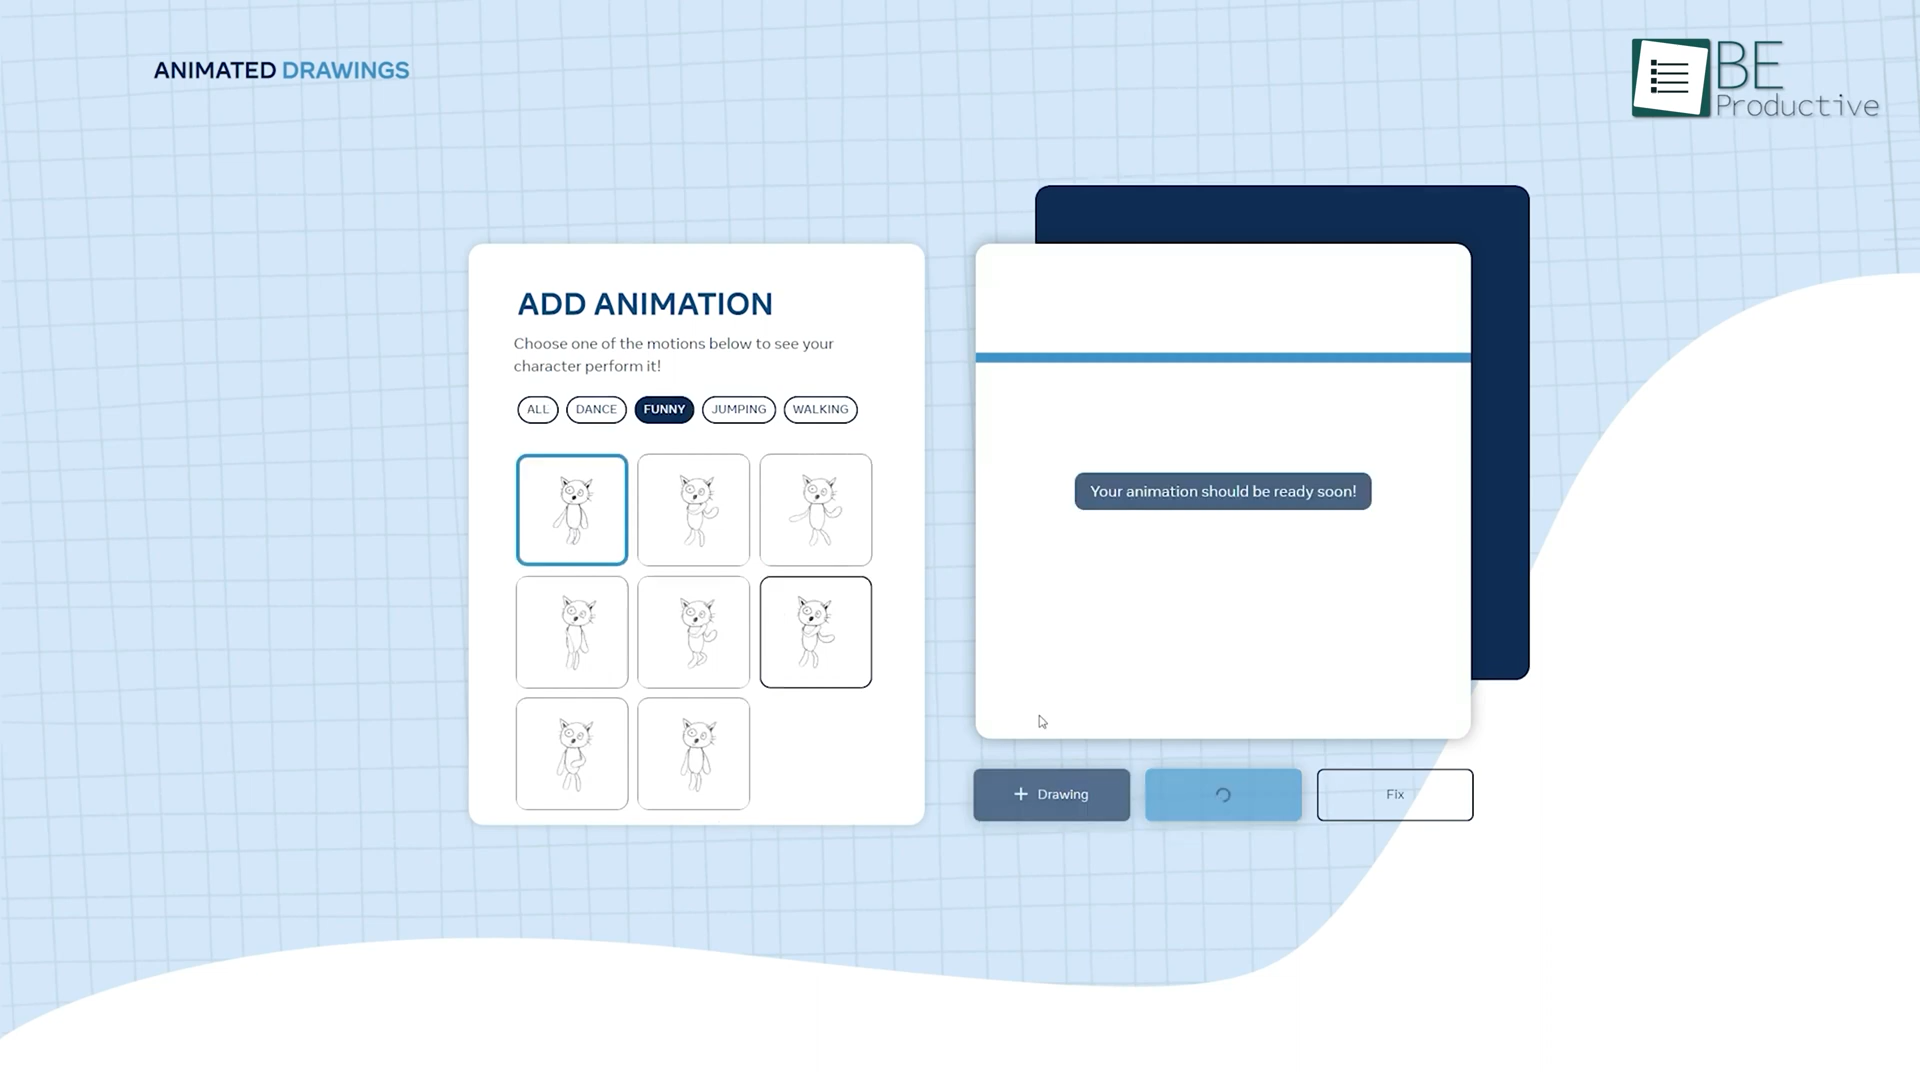 ANIMATED DRAWINGS
BE
Productive
ADD ANIMATION
Choose one of the motions below to see your
character perform it!
ALL DANCE FUNNY JUMPING WALKING
Your animation should be ready soon!
+ Drawing
Fix